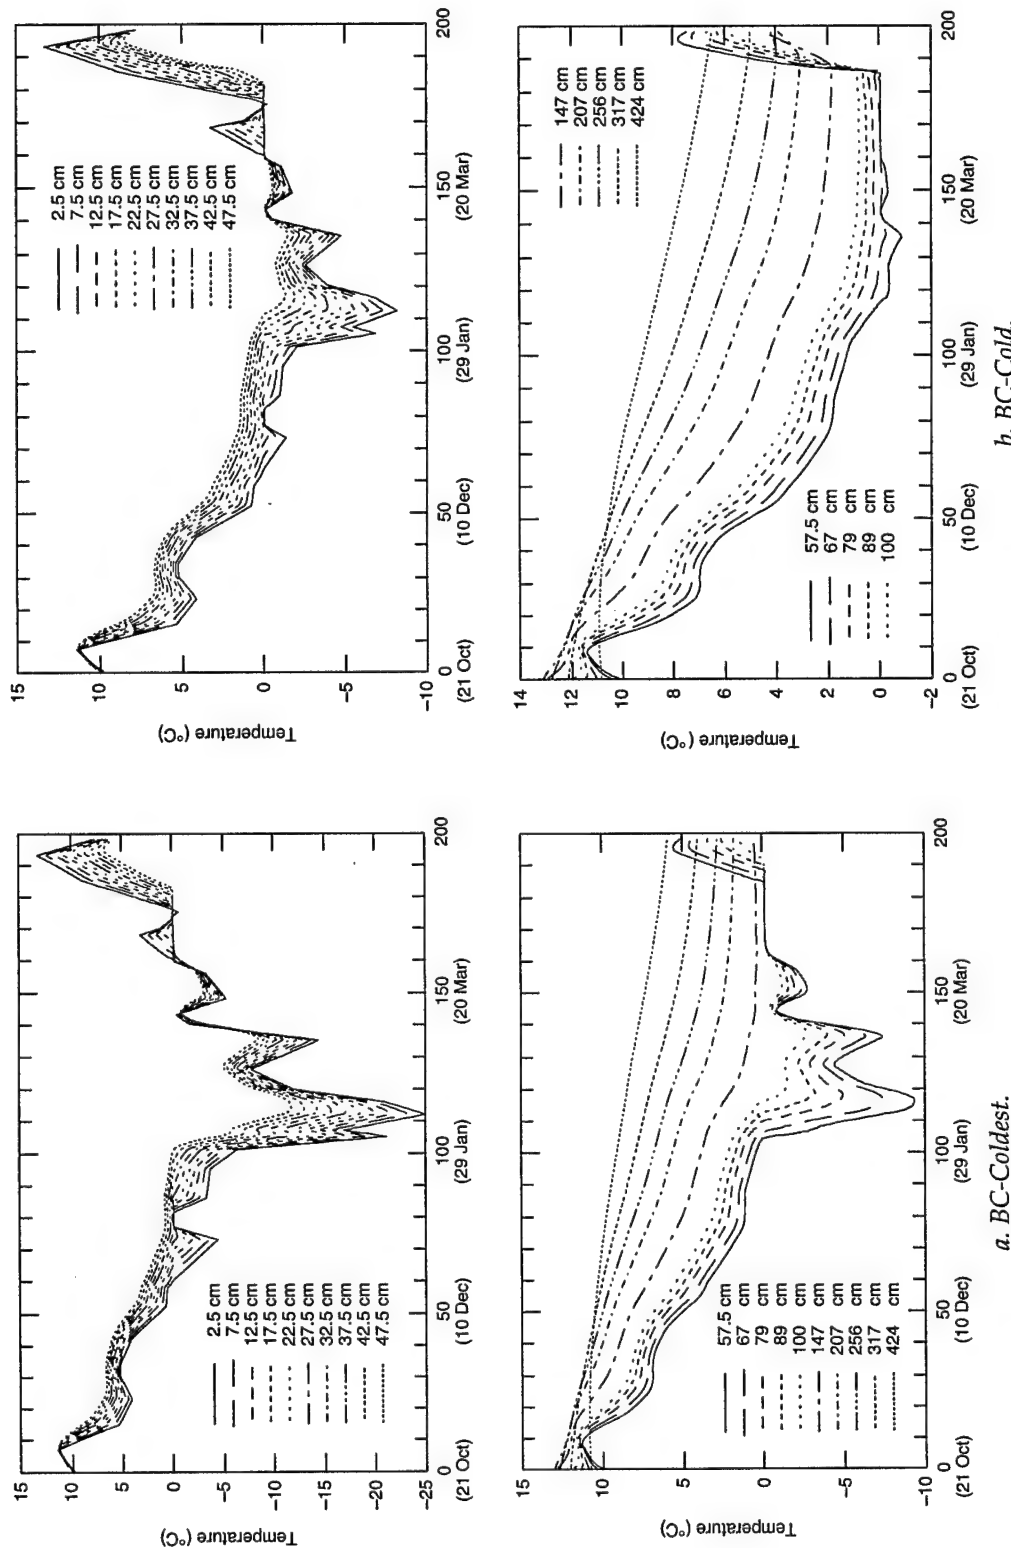 Temperature (°C)
15
10
5
0
−5
−10
−15
−20
−25
2.5 cm
7.5 cm
12.5 cm
17.5 cm
22.5 cm
27.5 cm
32.5 cm
37.5 cm
42.5 cm
47.5 cm
0 50 100 150 200
(21 Oct) (10 Dec) (29 Jan) (20 Mar)
Temperature (°C)
15
10
5
0
−5
−10
57.5 cm
67 cm
79 cm
89 cm
100 cm
147 cm
207 cm
256 cm
317 cm
424 cm
0 50 100 150 200
(21 Oct) (10 Dec) (29 Jan) (20 Mar)
a. BC-Coldest.
Temperature (°C)
15
10
5
0
−5
−10
2.5 cm
7.5 cm
12.5 cm
17.5 cm
22.5 cm
27.5 cm
32.5 cm
37.5 cm
42.5 cm
47.5 cm
0 50 100 150 200
(21 Oct) (10 Dec) (29 Jan) (20 Mar)
Temperature (°C)
14
12
10
8
6
4
2
0
−2
57.5 cm
67 cm
79 cm
89 cm
100 cm
147 cm
207 cm
256 cm
317 cm
424 cm
0 50 100 150 200
(21 Oct) (10 Dec) (29 Jan) (20 Mar)
b. BC-Cold.